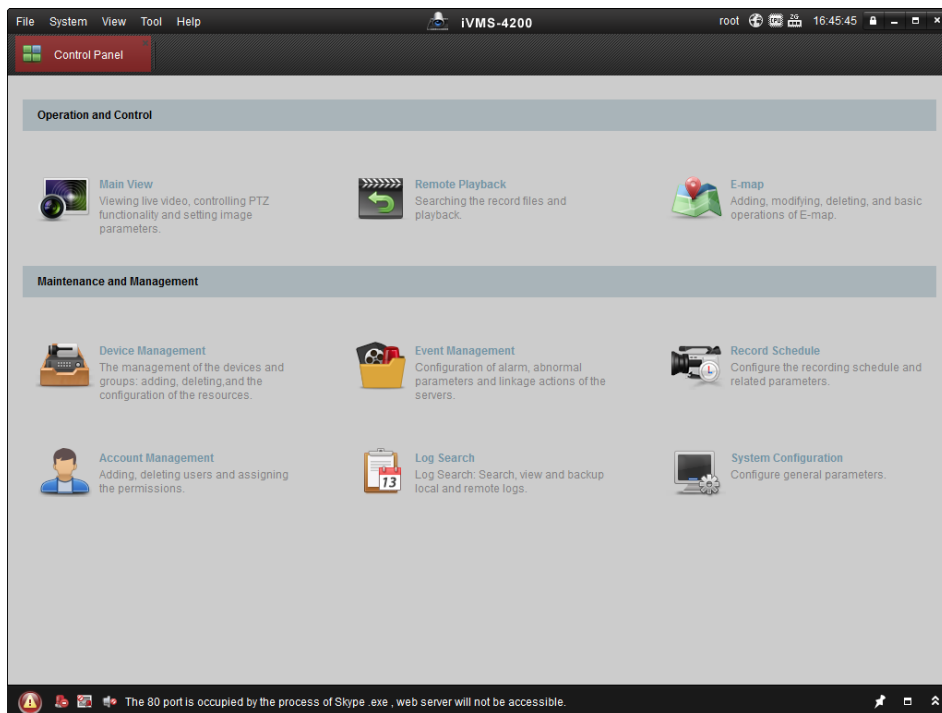 File System View Tool Help
iVMS-4200
root CPU 2G 16:45:45
Control Panel
Operation and Control
Main View
Viewing live video, controlling PTZ
functionality and setting image
parameters.
Remote Playback
Searching the record files and
playback.
E-map
Adding, modifying, deleting, and basic
operations of E-map.
Maintenance and Management
Device Management
The management of the devices and
groups: adding, deleting,and the
configuration of the resources.
Event Management
Configuration of alarm, abnormal
parameters and linkage actions of the
servers.
Record Schedule
Configure the recording schedule and
related parameters.
Account Management
Adding, deleting users and assigning
the permissions.
13
Log Search
Log Search: Search, view and backup
local and remote logs.
System Configuration
Configure general parameters.
The 80 port is occupied by the process of Skype .exe , web server will not be accessible.